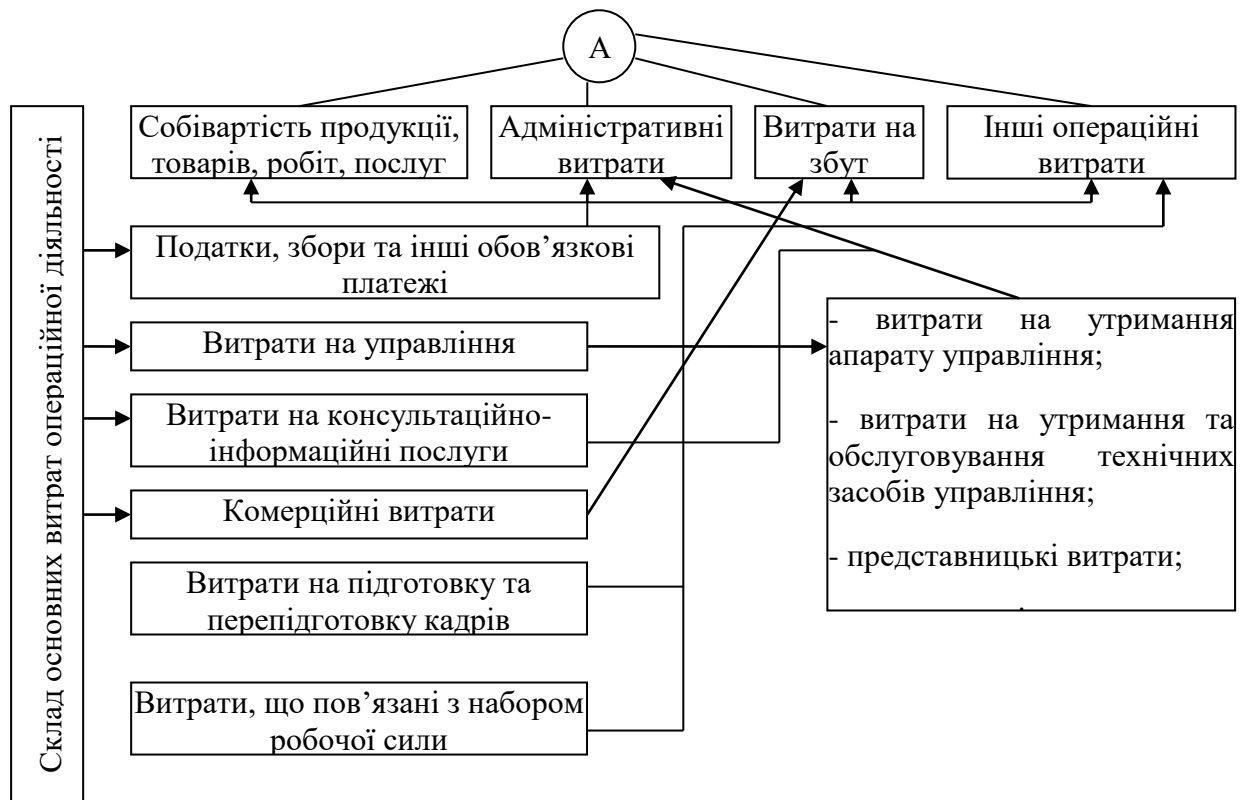 А
Собівартість продукції,
товарів, робіт, послуг
Адміністративні
витрати
Витрати на
збут
Інші операційні
витрати
Склад основних витрат операційної діяльності
Податки, збори та інші обов’язкові
платежі
Витрати на управління
Витрати на консультаційно-
інформаційні послуги
Комерційні витрати
Витрати на підготовку та
перепідготовку кадрів
Витрати, що пов’язані з набором
робочої сили
- витрати на утримання
апарату управління;
- витрати на утримання та
обслуговування технічних
засобів управління;
- представницькі витрати;